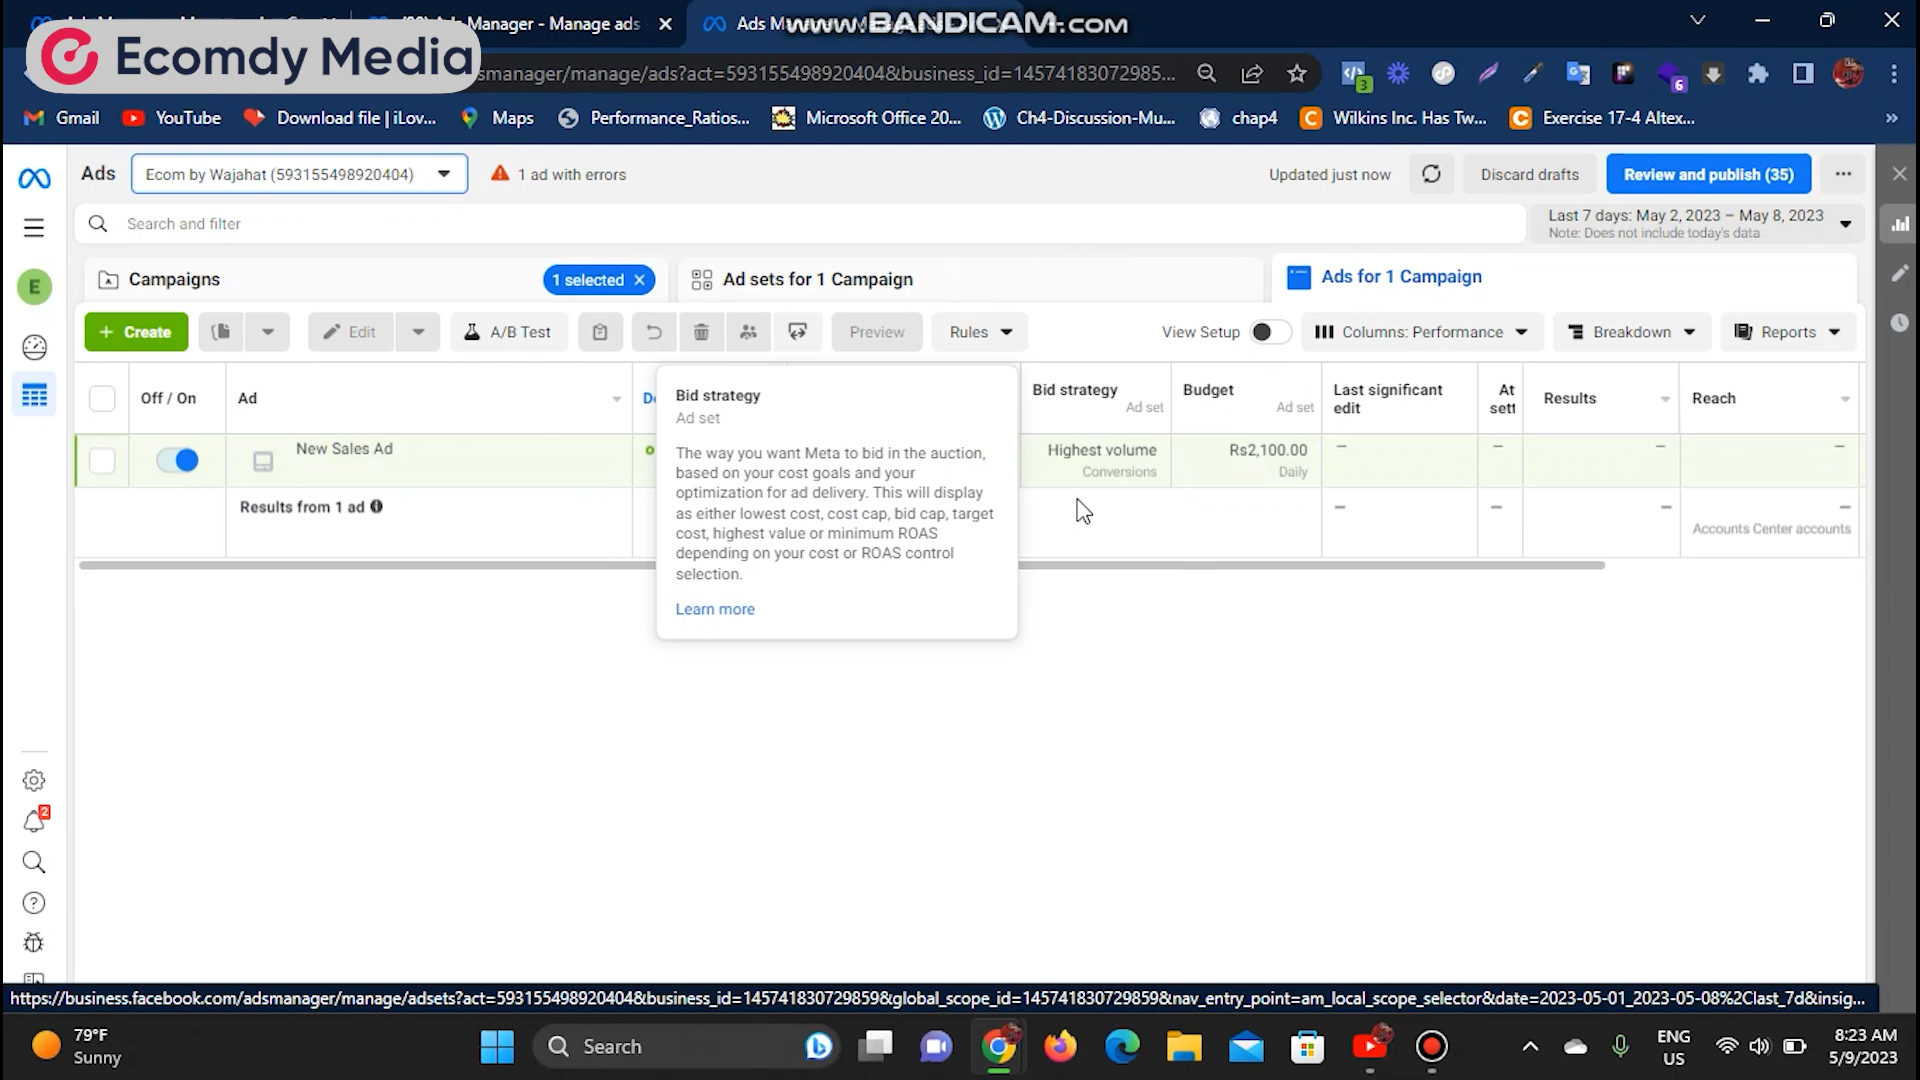 (20) Ads Manager - Manage ads
Ads Ma
www.BANDICAM.com
Ecomdy Media
smanager/manage/ads?act=593155498920404&business_id=14574183072985...
3
6
Gmail
YouTube
Download file | iLov...
Maps
Performance_Ratios...
Microsoft Office 20...
Ch4-Discussion-Mu...
chap4
Wilkins Inc. Has Tw...
Exercise 17-4 Altex...
»
Ads
Ecom by Wajahat (593155498920404)
1 ad with errors
Updated just now
Discard drafts
Review and publish (35)
Search and filter
Last 7 days: May 2, 2023 – May 8, 2023
Note: Does not include today's data
E
Campaigns
1 selected
Ad sets for 1 Campaign
Ads for 1 Campaign
+ Create
Edit
A/B Test
Preview
Rules
View Setup
Columns: Performance
Breakdown
Reports
Off / On
Ad
De
Bid strategy
Ad set
Budget
Ad set
Last significant
edit
At
sett
Results
Reach
New Sales Ad
Highest volume
Conversions
Rs2,100.00
Daily
—
—
—
—
Results from 1 ad
—
—
—
—
Accounts Center accounts
Bid strategy
Ad set
The way you want Meta to bid in the auction,
based on your cost goals and your
optimization for ad delivery. This will display
as either lowest cost, cost cap, bid cap, target
cost, highest value or minimum ROAS
depending on your cost or ROAS control
selection.
Learn more
2
https://business.facebook.com/adsmanager/manage/adsets?act=593155498920404&business_id=145741830729859&global_scope_id=145741830729859&nav_entry_point=am_local_scope_selector&date=2023-05-01_2023-05-08%2Clast_7d&insig...
79°F
Sunny
Search
ENG
US
8:23 AM
5/9/2023